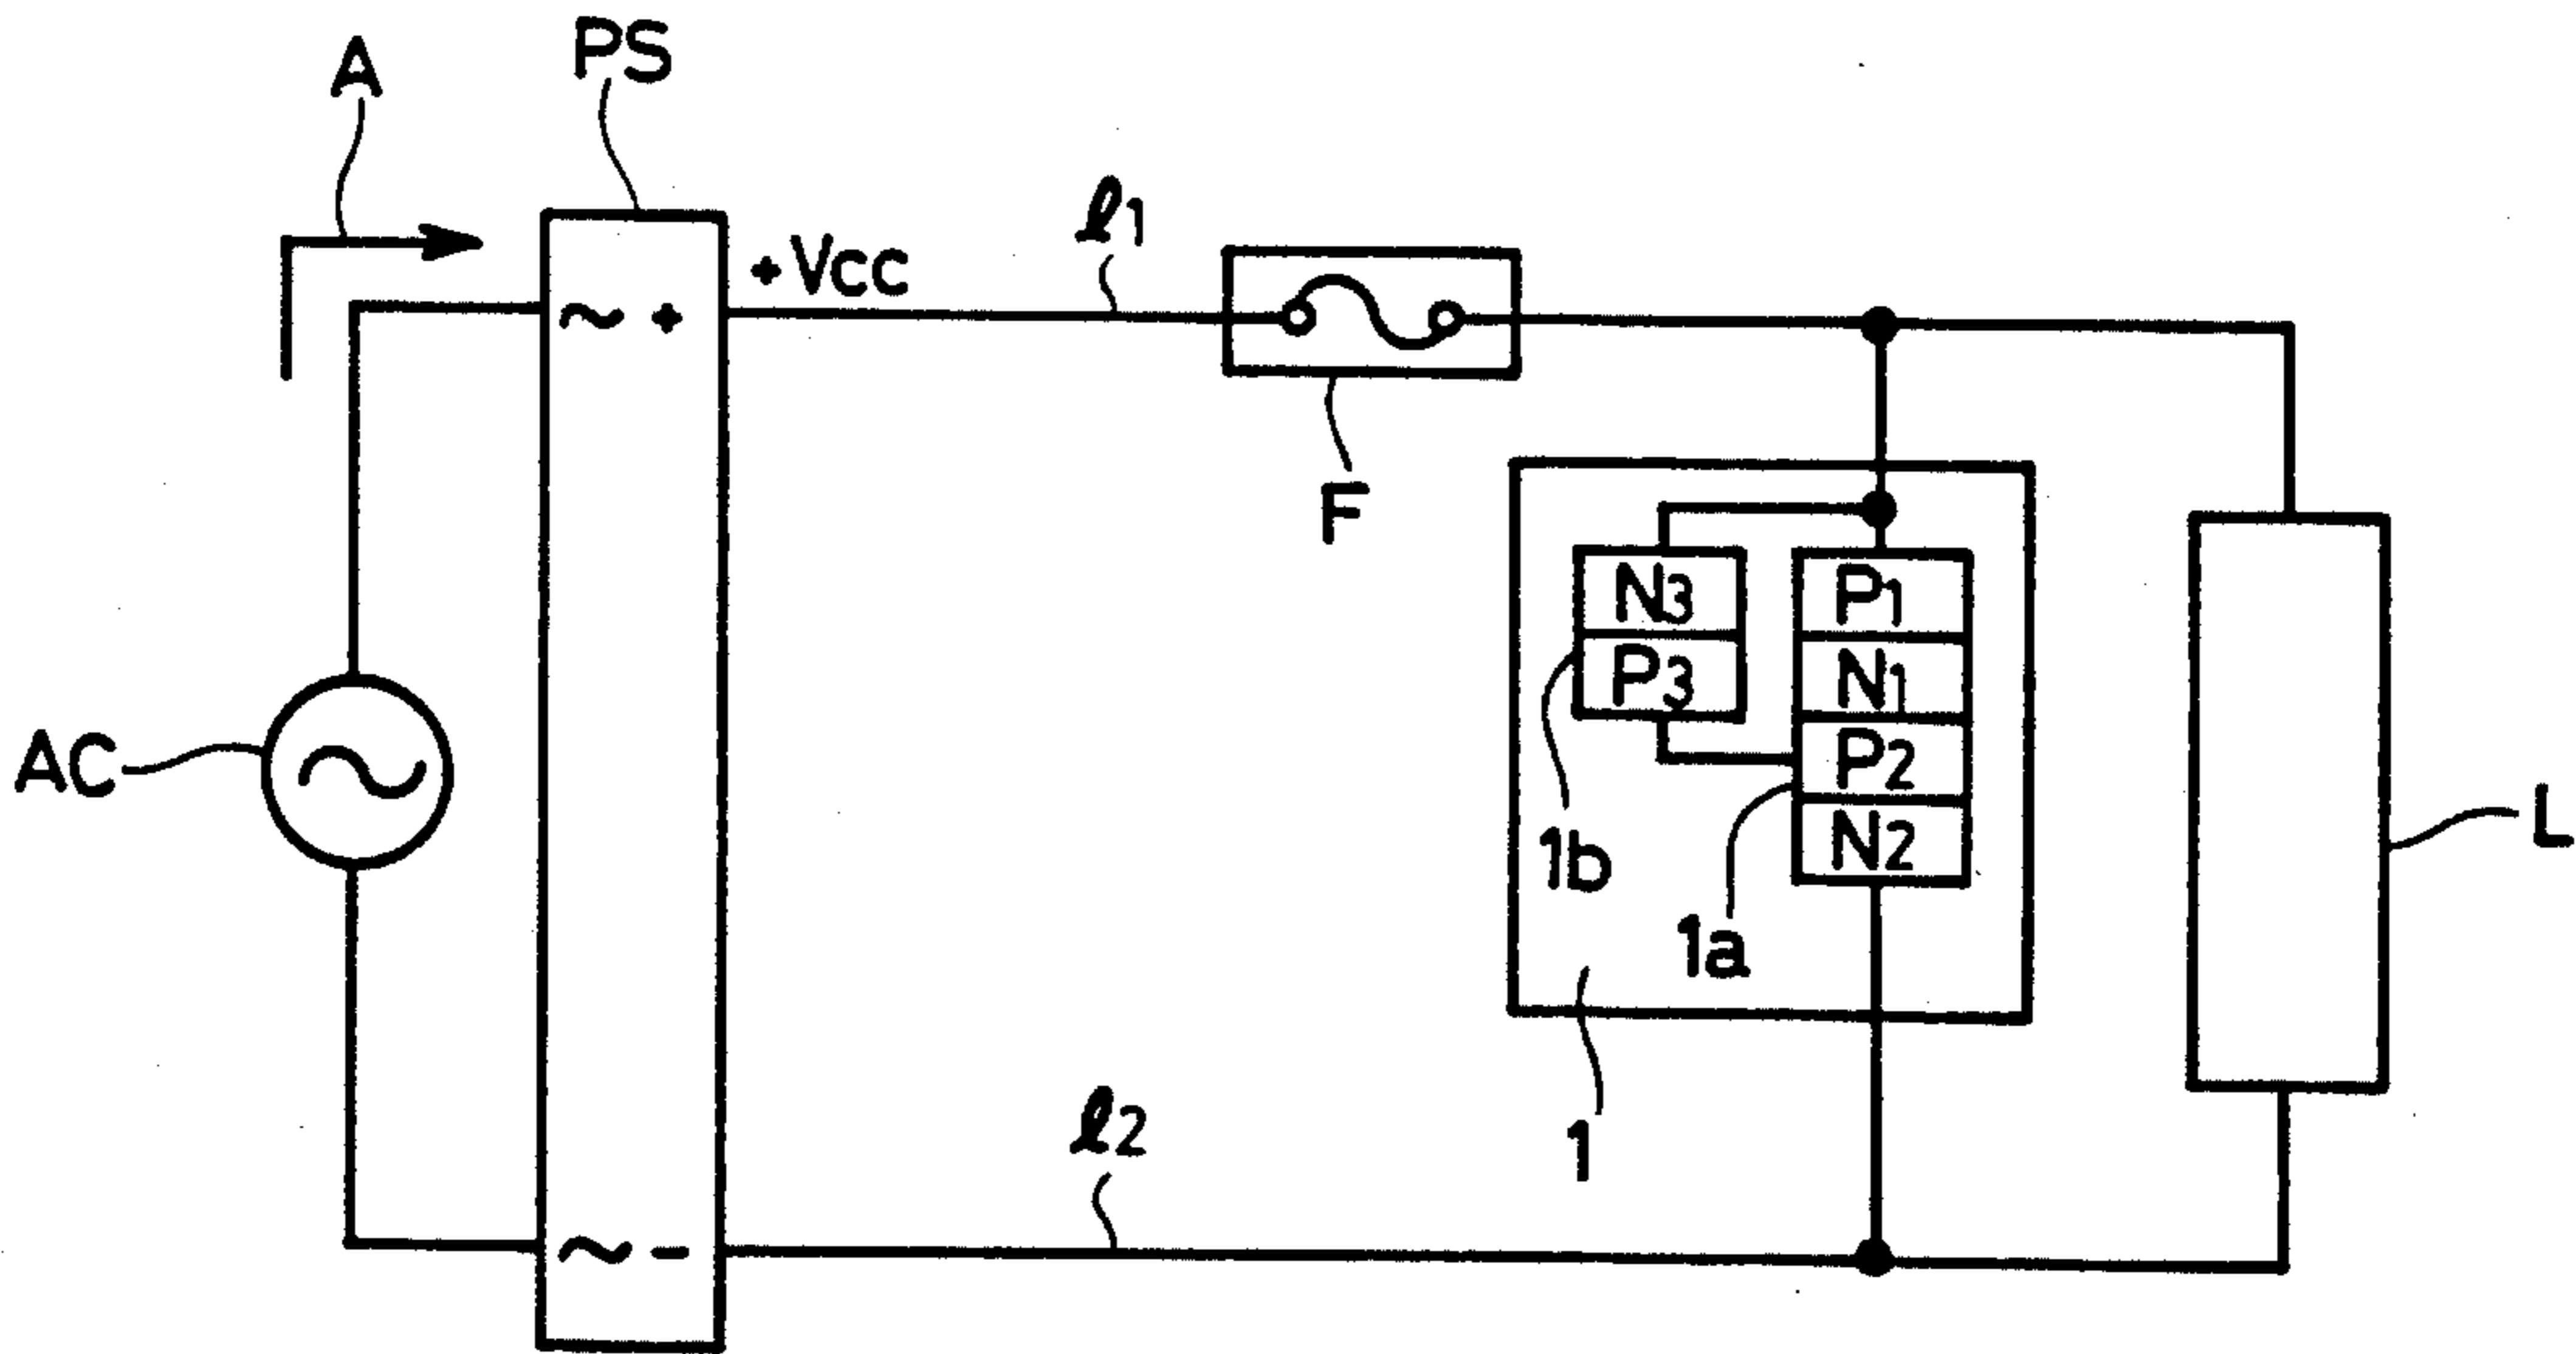 A
PS
~ +
+Vcc
ℓ1
F
N3
P3
P1
N1
P2
N2
AC
1b
1a
L
1
ℓ2
~ -